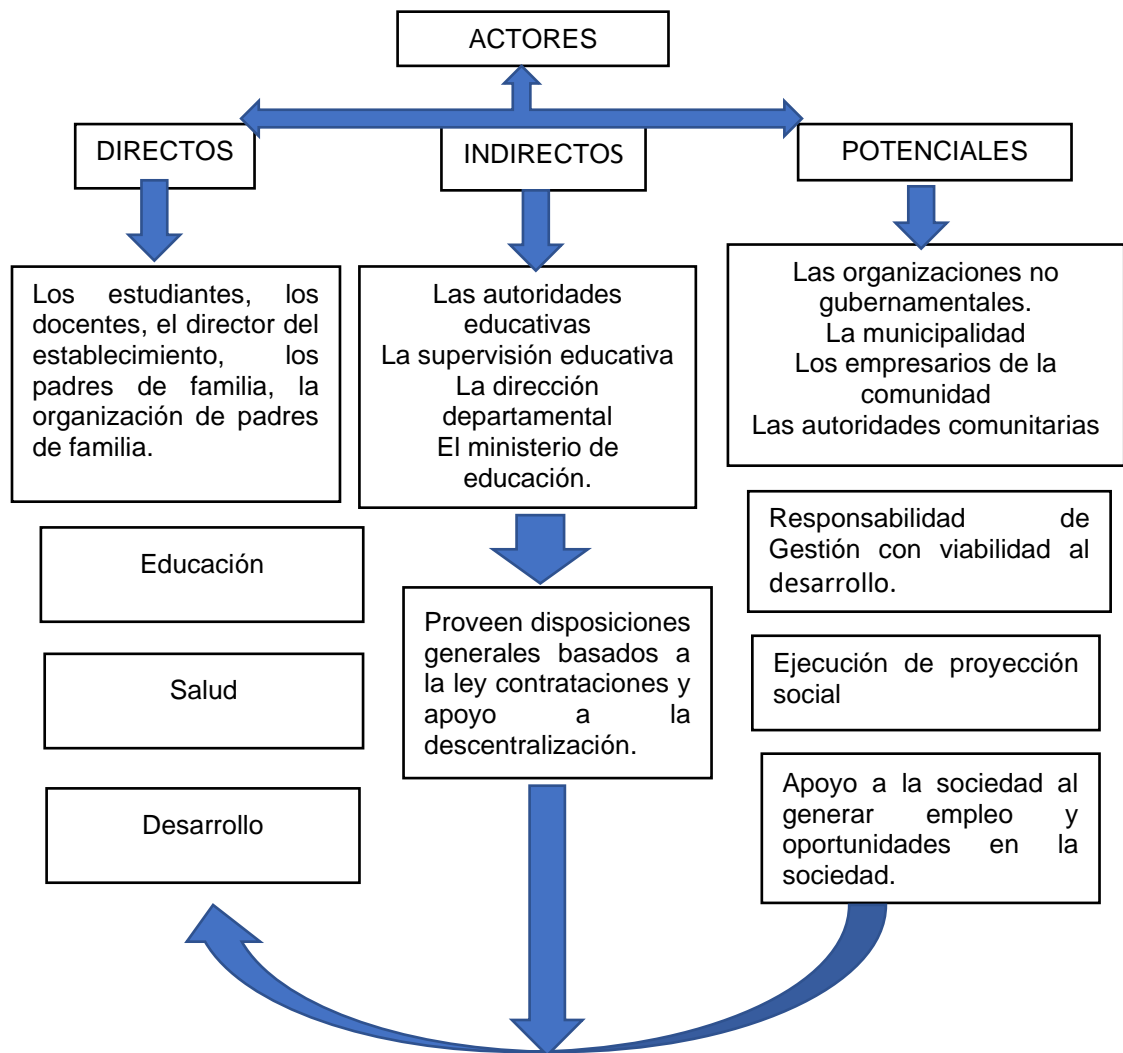 ACTORES
DIRECTOS
INDIRECTOS
POTENCIALES
Los estudiantes, los
docentes, el director del
establecimiento, los
padres de familia, la
organización de padres
de familia.
Las autoridades
educativas
La supervisión educativa
La dirección
departamental
El ministerio de
educación.
Las organizaciones no
gubernamentales.
La municipalidad
Los empresarios de la
comunidad
Las autoridades comunitarias
Educación
Salud
Desarrollo
Proveen disposiciones
generales basados a
la ley contrataciones y
apoyo a la
descentralización.
Responsabilidad de
Gestión con viabilidad al
desarrollo.
Ejecución de proyección
social
Apoyo a la sociedad al
generar empleo y
oportunidades en la
sociedad.